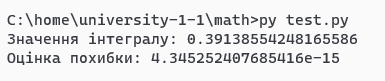 C:\home\university-1-1\math>py test.py
Значення інтегралу: 0.39138554248165586
Оцінка похибки: 4.345252407685416e-15